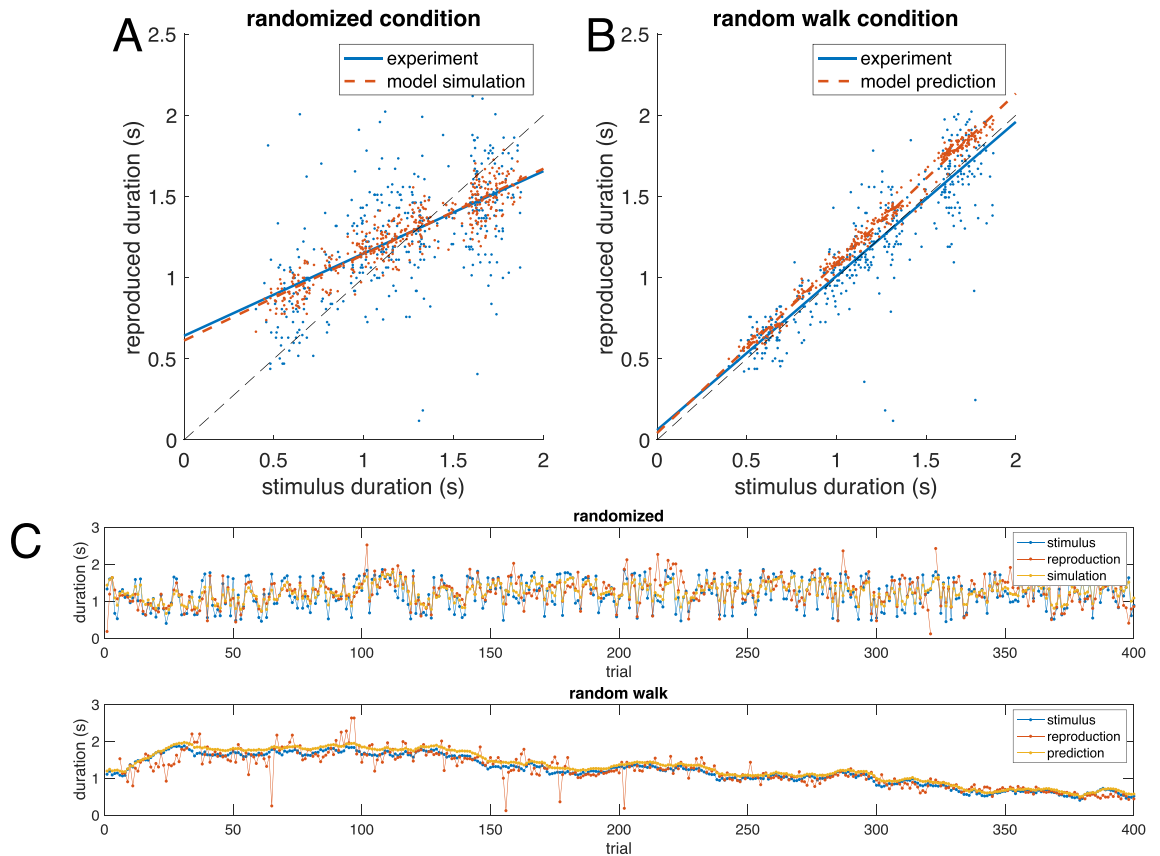 A
randomized condition
2.5
2
1.5
1
0.5
0
reproduced duration (s)
experiment
model simulation
0 0.5 1 1.5 2
stimulus duration (s)
B
random walk condition
2.5
2
1.5
1
0.5
0
reproduced duration (s)
experiment
model prediction
0 0.5 1 1.5 2
stimulus duration (s)
C
randomized
3
2
1
0
duration (s)
stimulus
reproduction
simulation
0 50 100 150 200 250 300 350 400
trial
random walk
3
2
1
0
duration (s)
stimulus
reproduction
prediction
0 50 100 150 200 250 300 350 400
trial